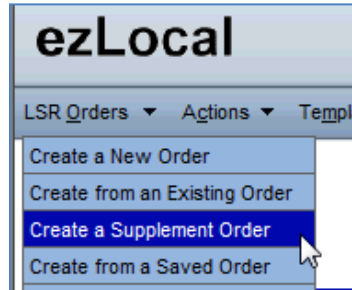 ezLocal
LSR Orders ▼ Actions ▼ Templ
Create a New Order
Create from an Existing Order
Create a Supplement Order
Create from a Saved Order